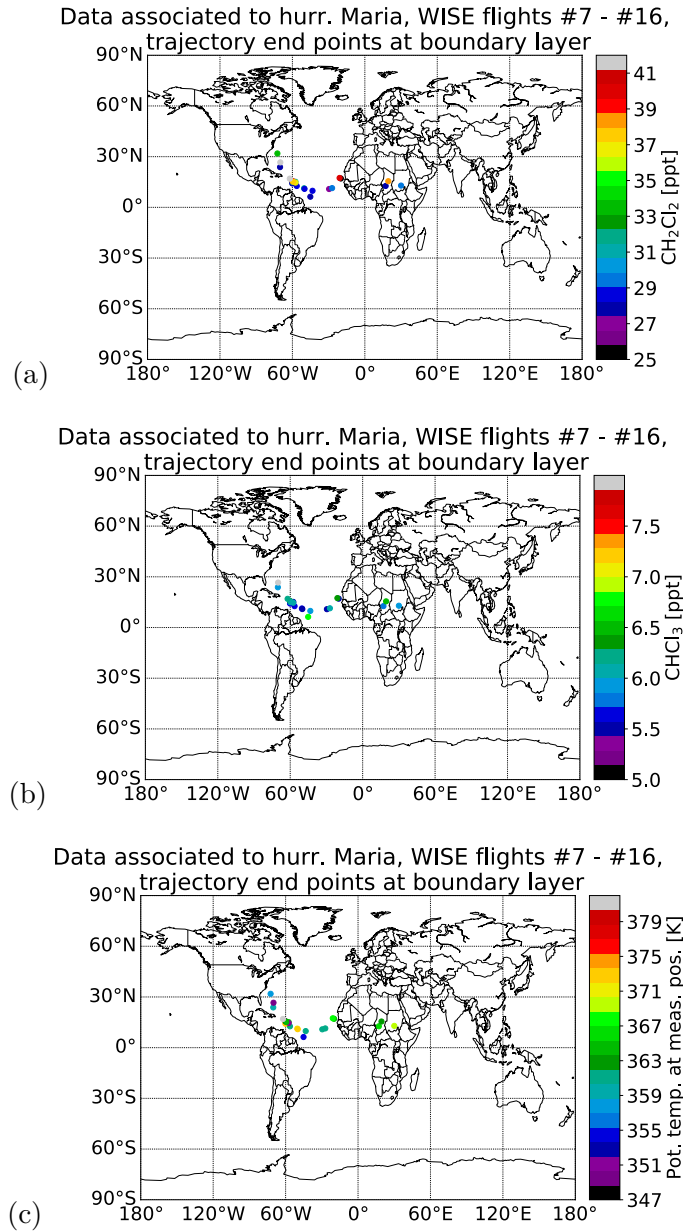 Data associated to hurr. Maria, WISE flights #7 - #16,
trajectory end points at boundary layer
90°N
60°N
30°N
0°
30°S
60°S
90°S
180°
120°W
60°W
0°
60°E
120°E
180°
41
39
37
35
33
31
29
27
25
CH₂Cl₂ [ppt]
(a)
Data associated to hurr. Maria, WISE flights #7 - #16,
trajectory end points at boundary layer
90°N
60°N
30°N
0°
30°S
60°S
90°S
180°
120°W
60°W
0°
60°E
120°E
180°
7.5
7.0
6.5
6.0
5.5
5.0
CHCl₃ [ppt]
(b)
Data associated to hurr. Maria, WISE flights #7 - #16,
trajectory end points at boundary layer
90°N
60°N
30°N
0°
30°S
60°S
90°S
180°
120°W
60°W
0°
60°E
120°E
180°
379
375
371
367
363
359
355
351
347
Pot. temp. at meas. pos. [K]
(c)